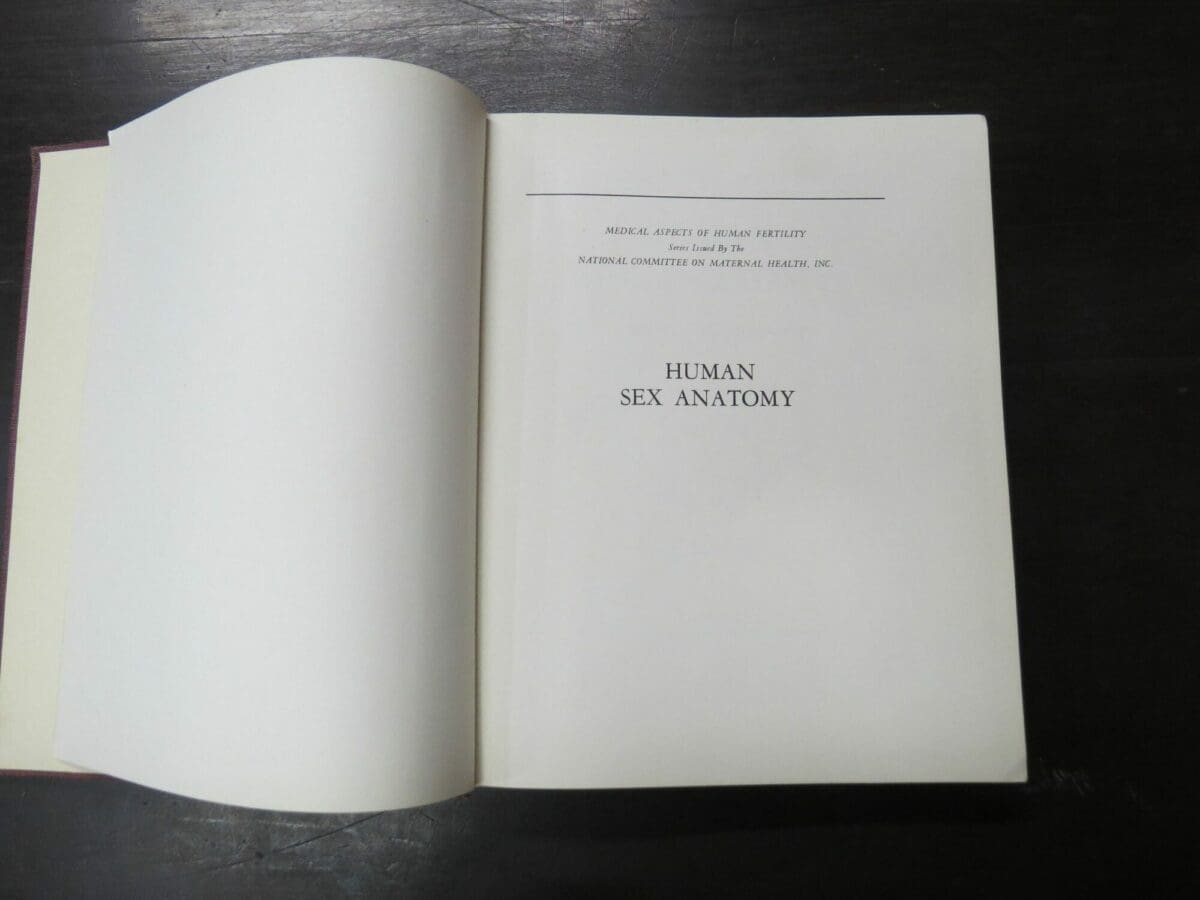 MEDICAL ASPECTS OF HUMAN FERTILITY
Series Issued By The
NATIONAL COMMITTEE ON MATERNAL HEALTH, INC.
HUMAN
SEX ANATOMY